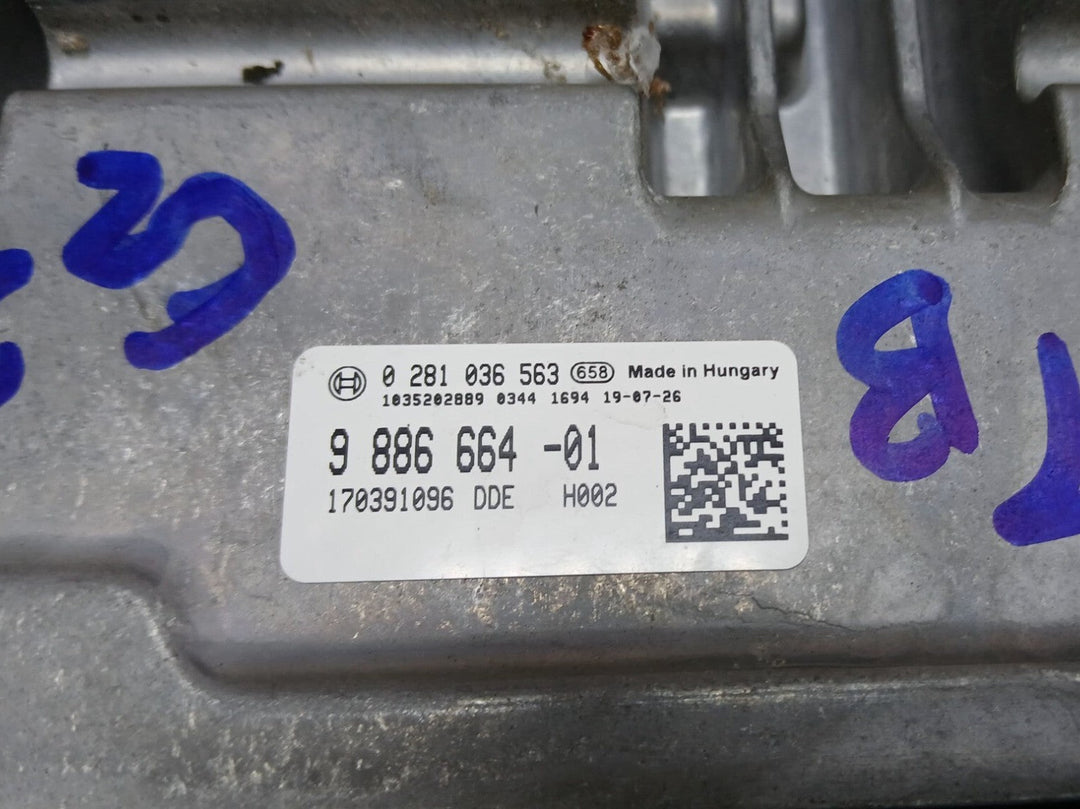 0 281 036 563 658 Made in Hungary
1035202889 0344 1694 19-07-26
9 886 664 -01
170391096 DDE H002